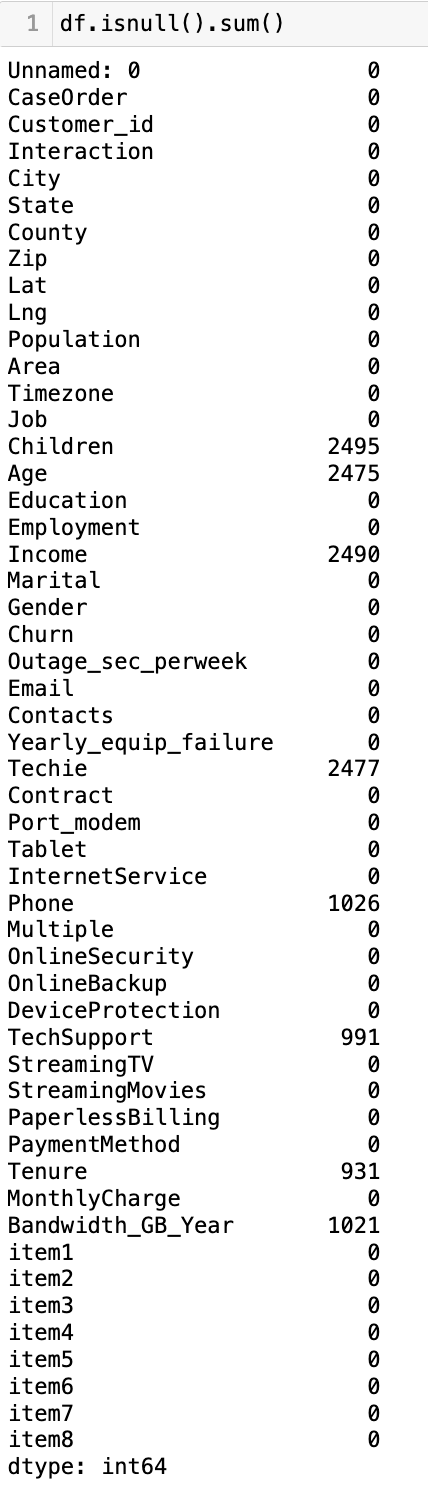 1 df.isnull().sum()
Unnamed: 0 0
CaseOrder 0
Customer_id 0
Interaction 0
City 0
State 0
County 0
Zip 0
Lat 0
Lng 0
Population 0
Area 0
Timezone 0
Job 0
Children 2495
Age 2475
Education 0
Employment 0
Income 2490
Marital 0
Gender 0
Churn 0
Outage_sec_perweek 0
Email 0
Contacts 0
Yearly_equip_failure 0
Techie 2477
Contract 0
Port_modem 0
Tablet 0
InternetService 0
Phone 1026
Multiple 0
OnlineSecurity 0
OnlineBackup 0
DeviceProtection 0
TechSupport 991
StreamingTV 0
StreamingMovies 0
PaperlessBilling 0
PaymentMethod 0
Tenure 931
MonthlyCharge 0
Bandwidth_GB_Year 1021
item1 0
item2 0
item3 0
item4 0
item5 0
item6 0
item7 0
item8 0
dtype: int64